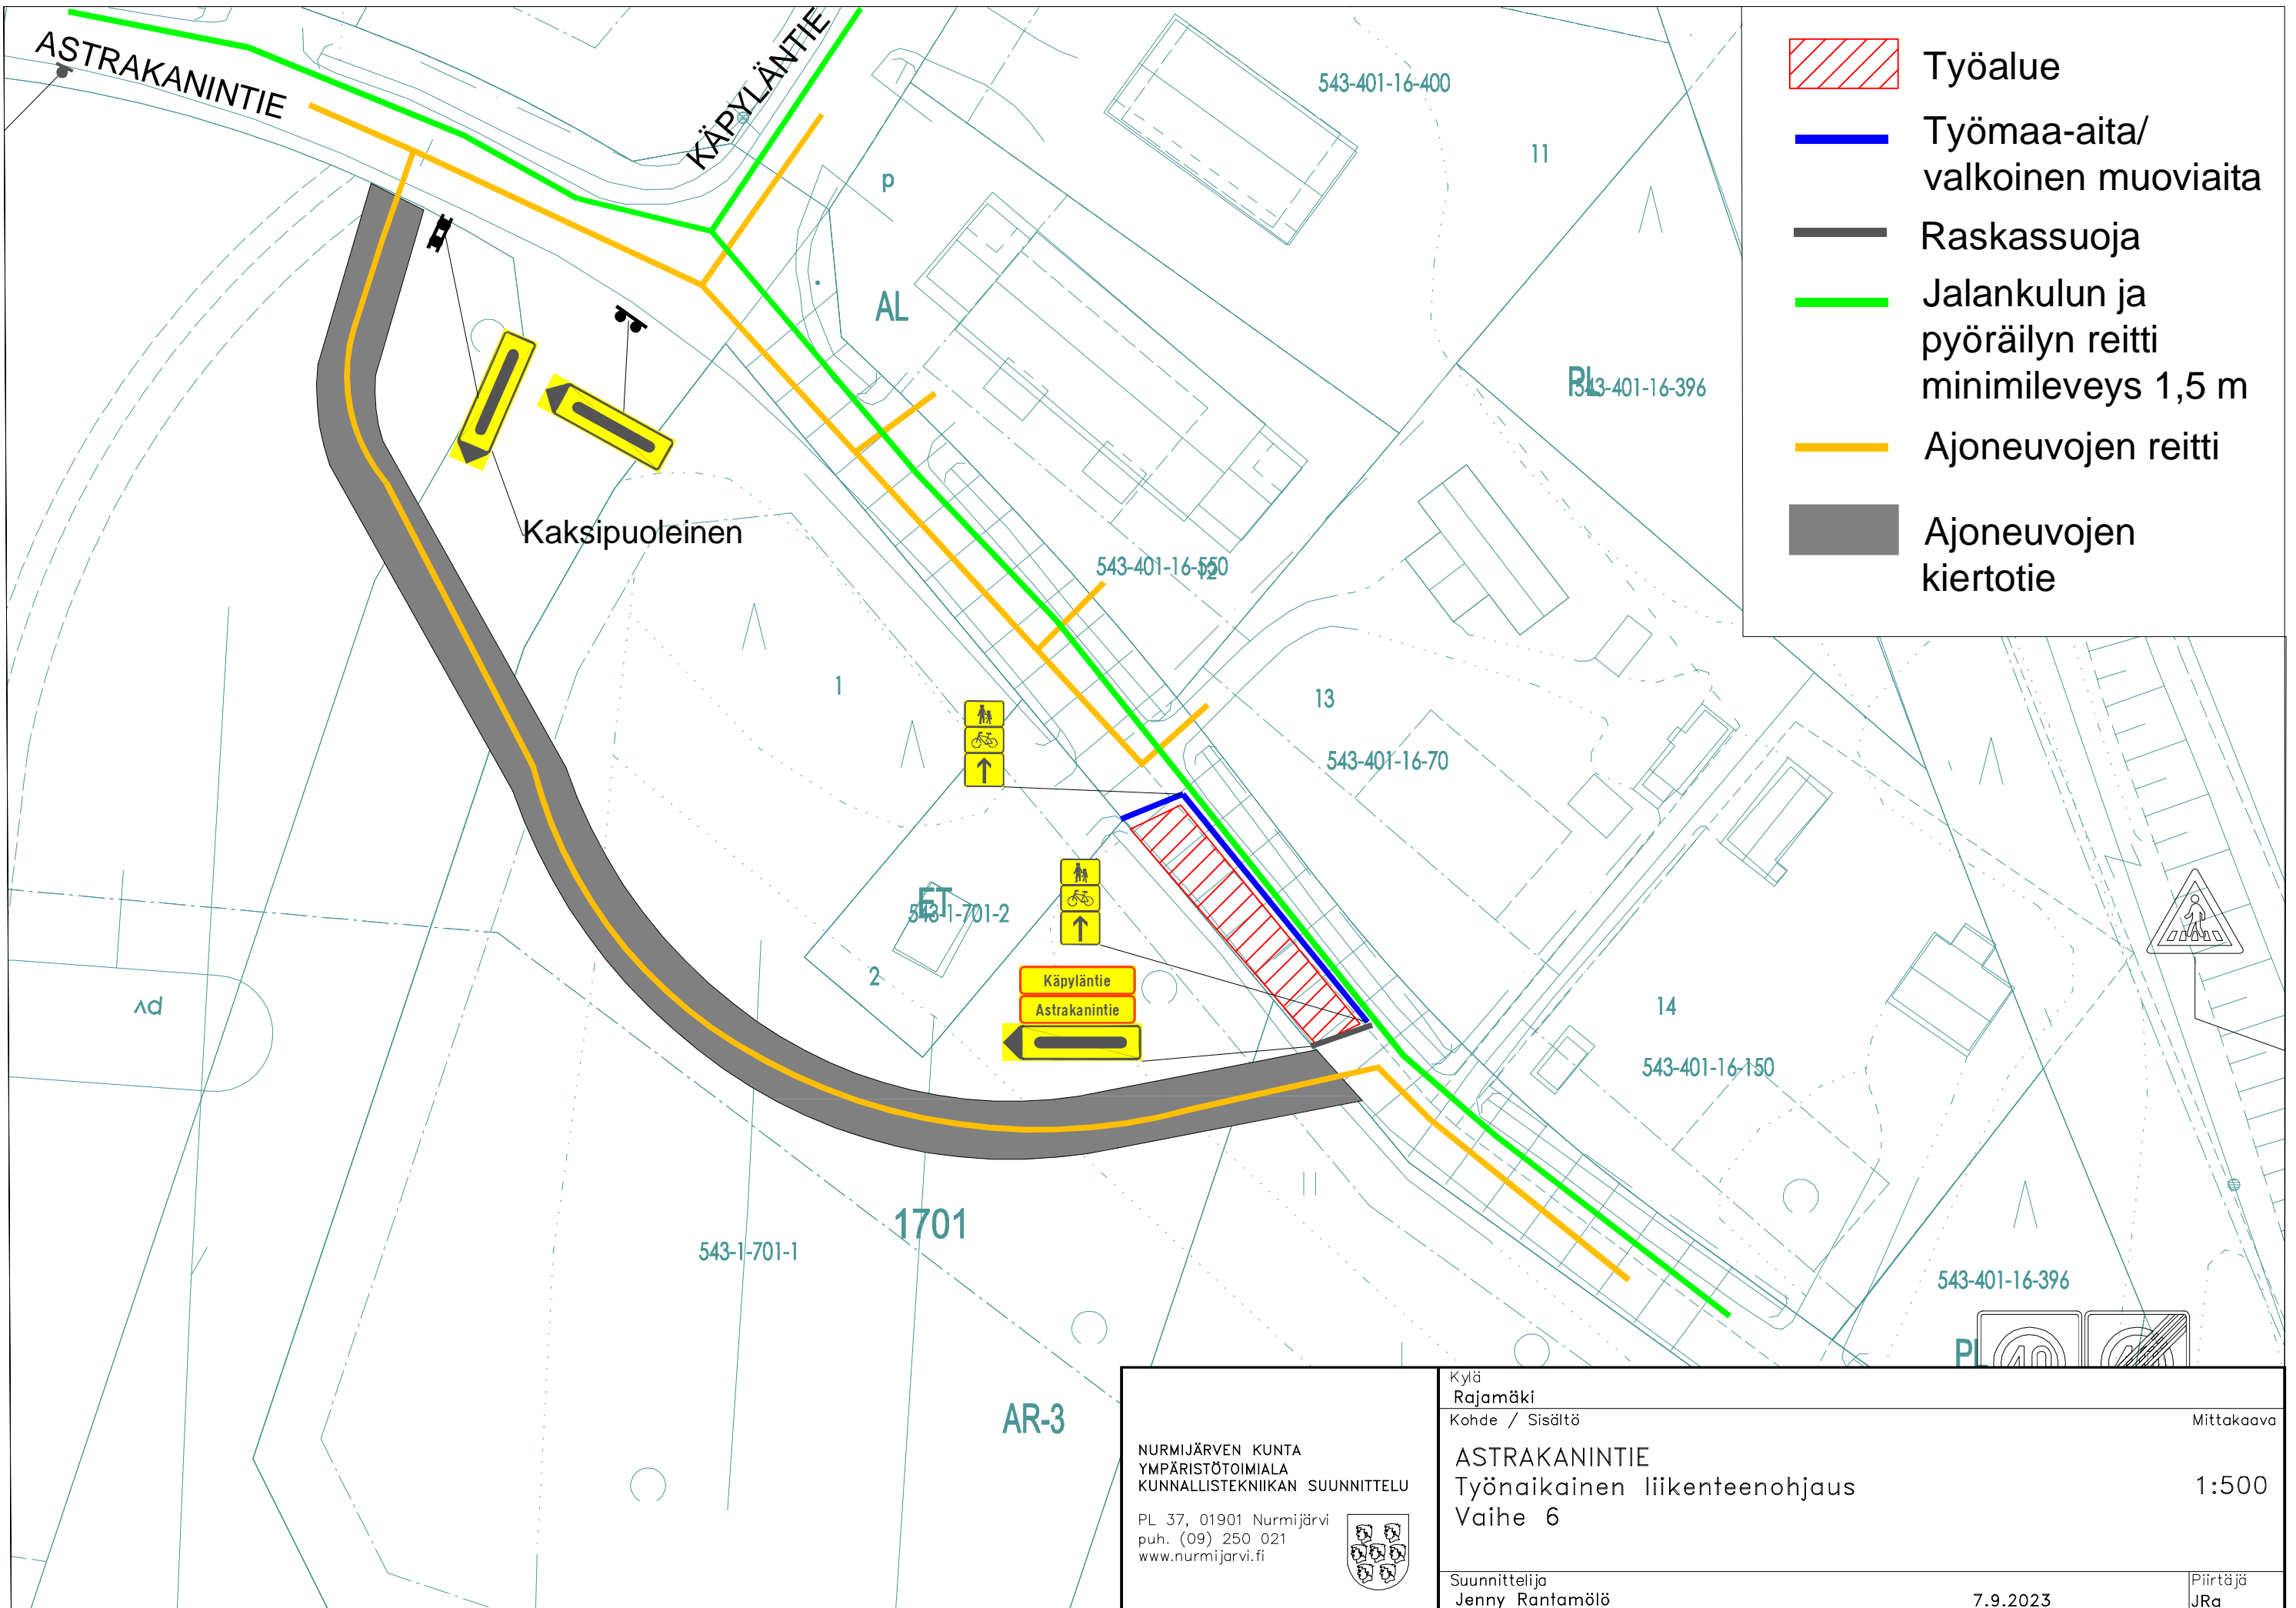 ASTRAKANINTIE
KÄPYLÄNTIE
Työalue
Työmaa-aita/
valkoinen muoviaita
Raskassuoja
Jalankulun ja
pyöräilyn reitti
minimileveys 1,5 m
Ajoneuvojen reitti
Ajoneuvojen
kiertotie
543-401-16-400
11
p
AL
PL
543-401-16-396
Kaksipuoleinen
543-401-16-550
12
1
13
543-401-16-70
ET
543-1-701-2
2
Käpyläntie
Astrakanintie
14
543-401-16-150
vp
1701
543-1-701-1
543-401-16-396
PL
40
AR-3
NURMIJÄRVEN KUNTA
YMPÄRISTÖTOIMIALA
KUNNALLISTEKNIIKAN SUUNNITTELU
PL 37, 01901 Nurmijärvi
puh. (09) 250 021
www.nurmijarvi.fi
Kylä
Rajamäki
Kohde / Sisältö
Mittakaava
ASTRAKANINTIE
Työnaikainen liikenteenohjaus
1:500
Vaihe 6
Suunnittelija
Jenny Rantamölö
7.9.2023
Piirtäjä
JRa